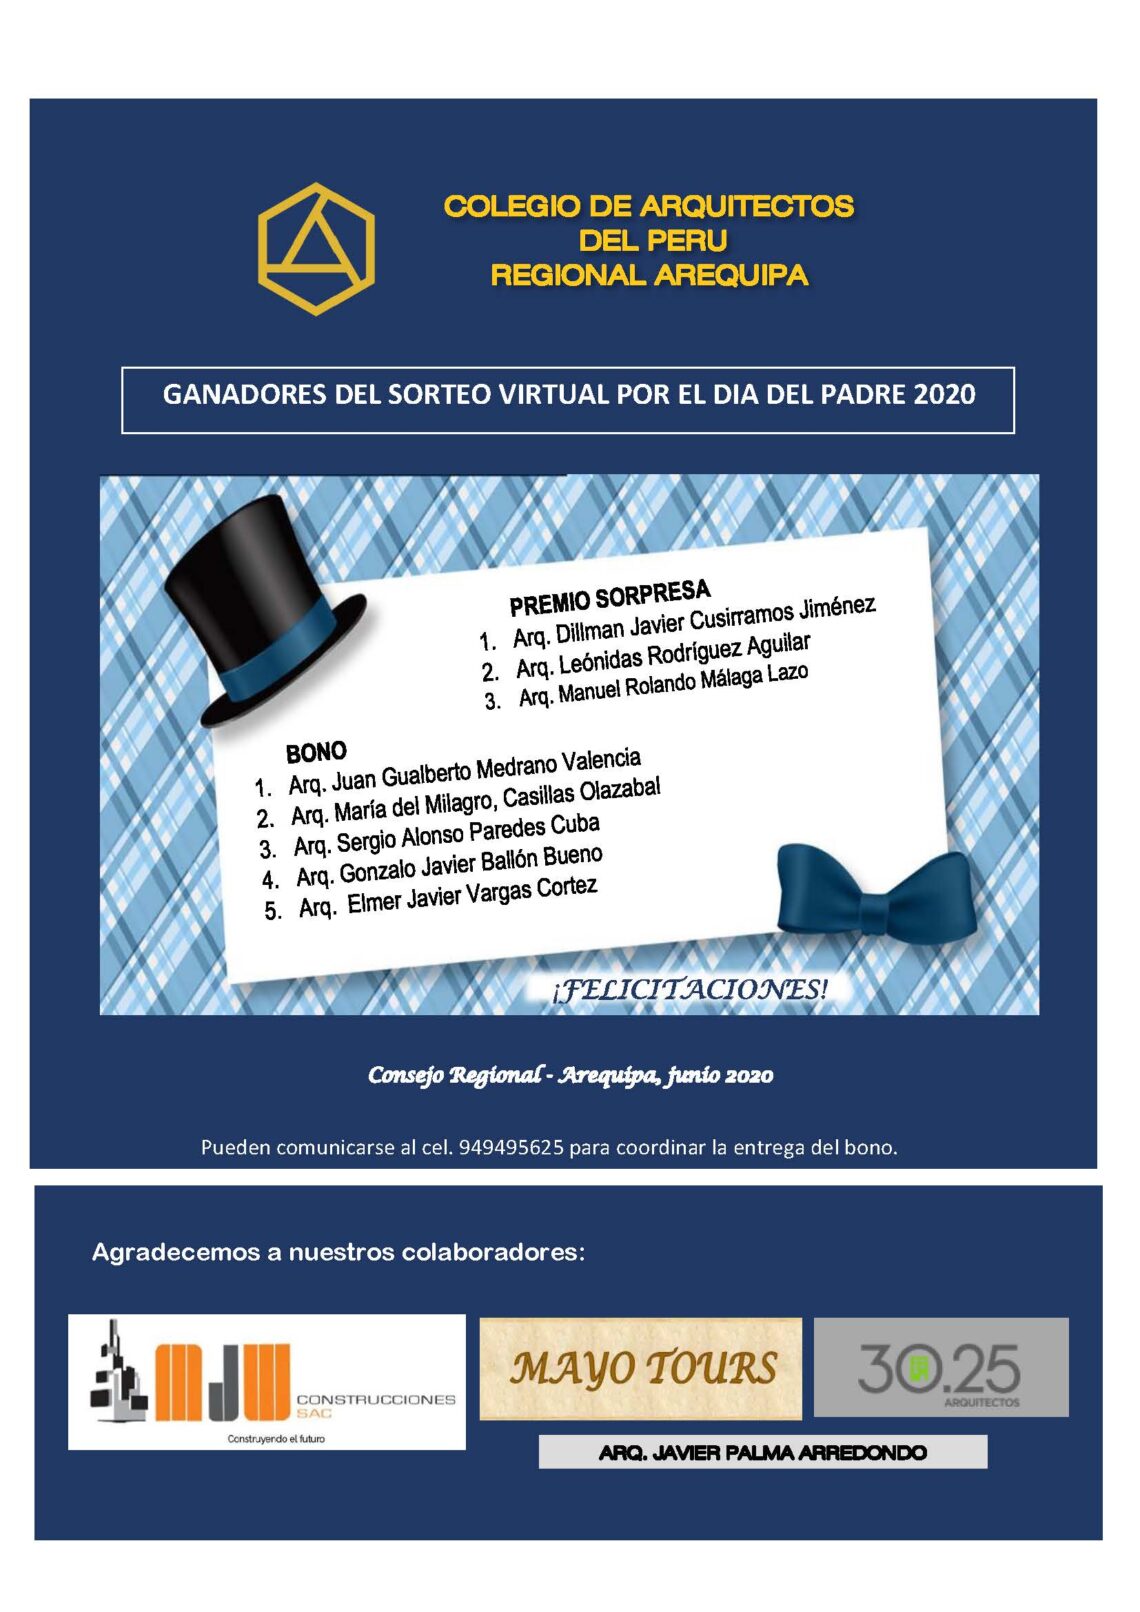 COLEGIO DE ARQUITECTOS
DEL PERU
REGIONAL AREQUIPA
GANADORES DEL SORTEO VIRTUAL POR EL DIA DEL PADRE 2020
PREMIO SORPRESA
1. Arq. Dillman Javier Cusirramos Jiménez
2. Arq. Leónidas Rodríguez Aguilar
3. Arq. Manuel Rolando Málaga Lazo
BONO
1. Arq. Juan Gualberto Medrano Valencia
2. Arq. María del Milagro, Casillas Olazabal
3. Arq. Sergio Alonso Paredes Cuba
4. Arq. Gonzalo Javier Ballón Bueno
5. Arq. Elmer Javier Vargas Cortez
¡FELICITACIONES!
Consejo Regional - Arequipa, junio 2020
Pueden comunicarse al cel. 949495625 para coordinar la entrega del bono.
Agradecemos a nuestros colaboradores:
MJW
CONSTRUCCIONES
SAC
Construyendo el futuro
MAYO TOURS
30.25
ARQUITECTOS
ARQ. JAVIER PALMA ARREDONDO